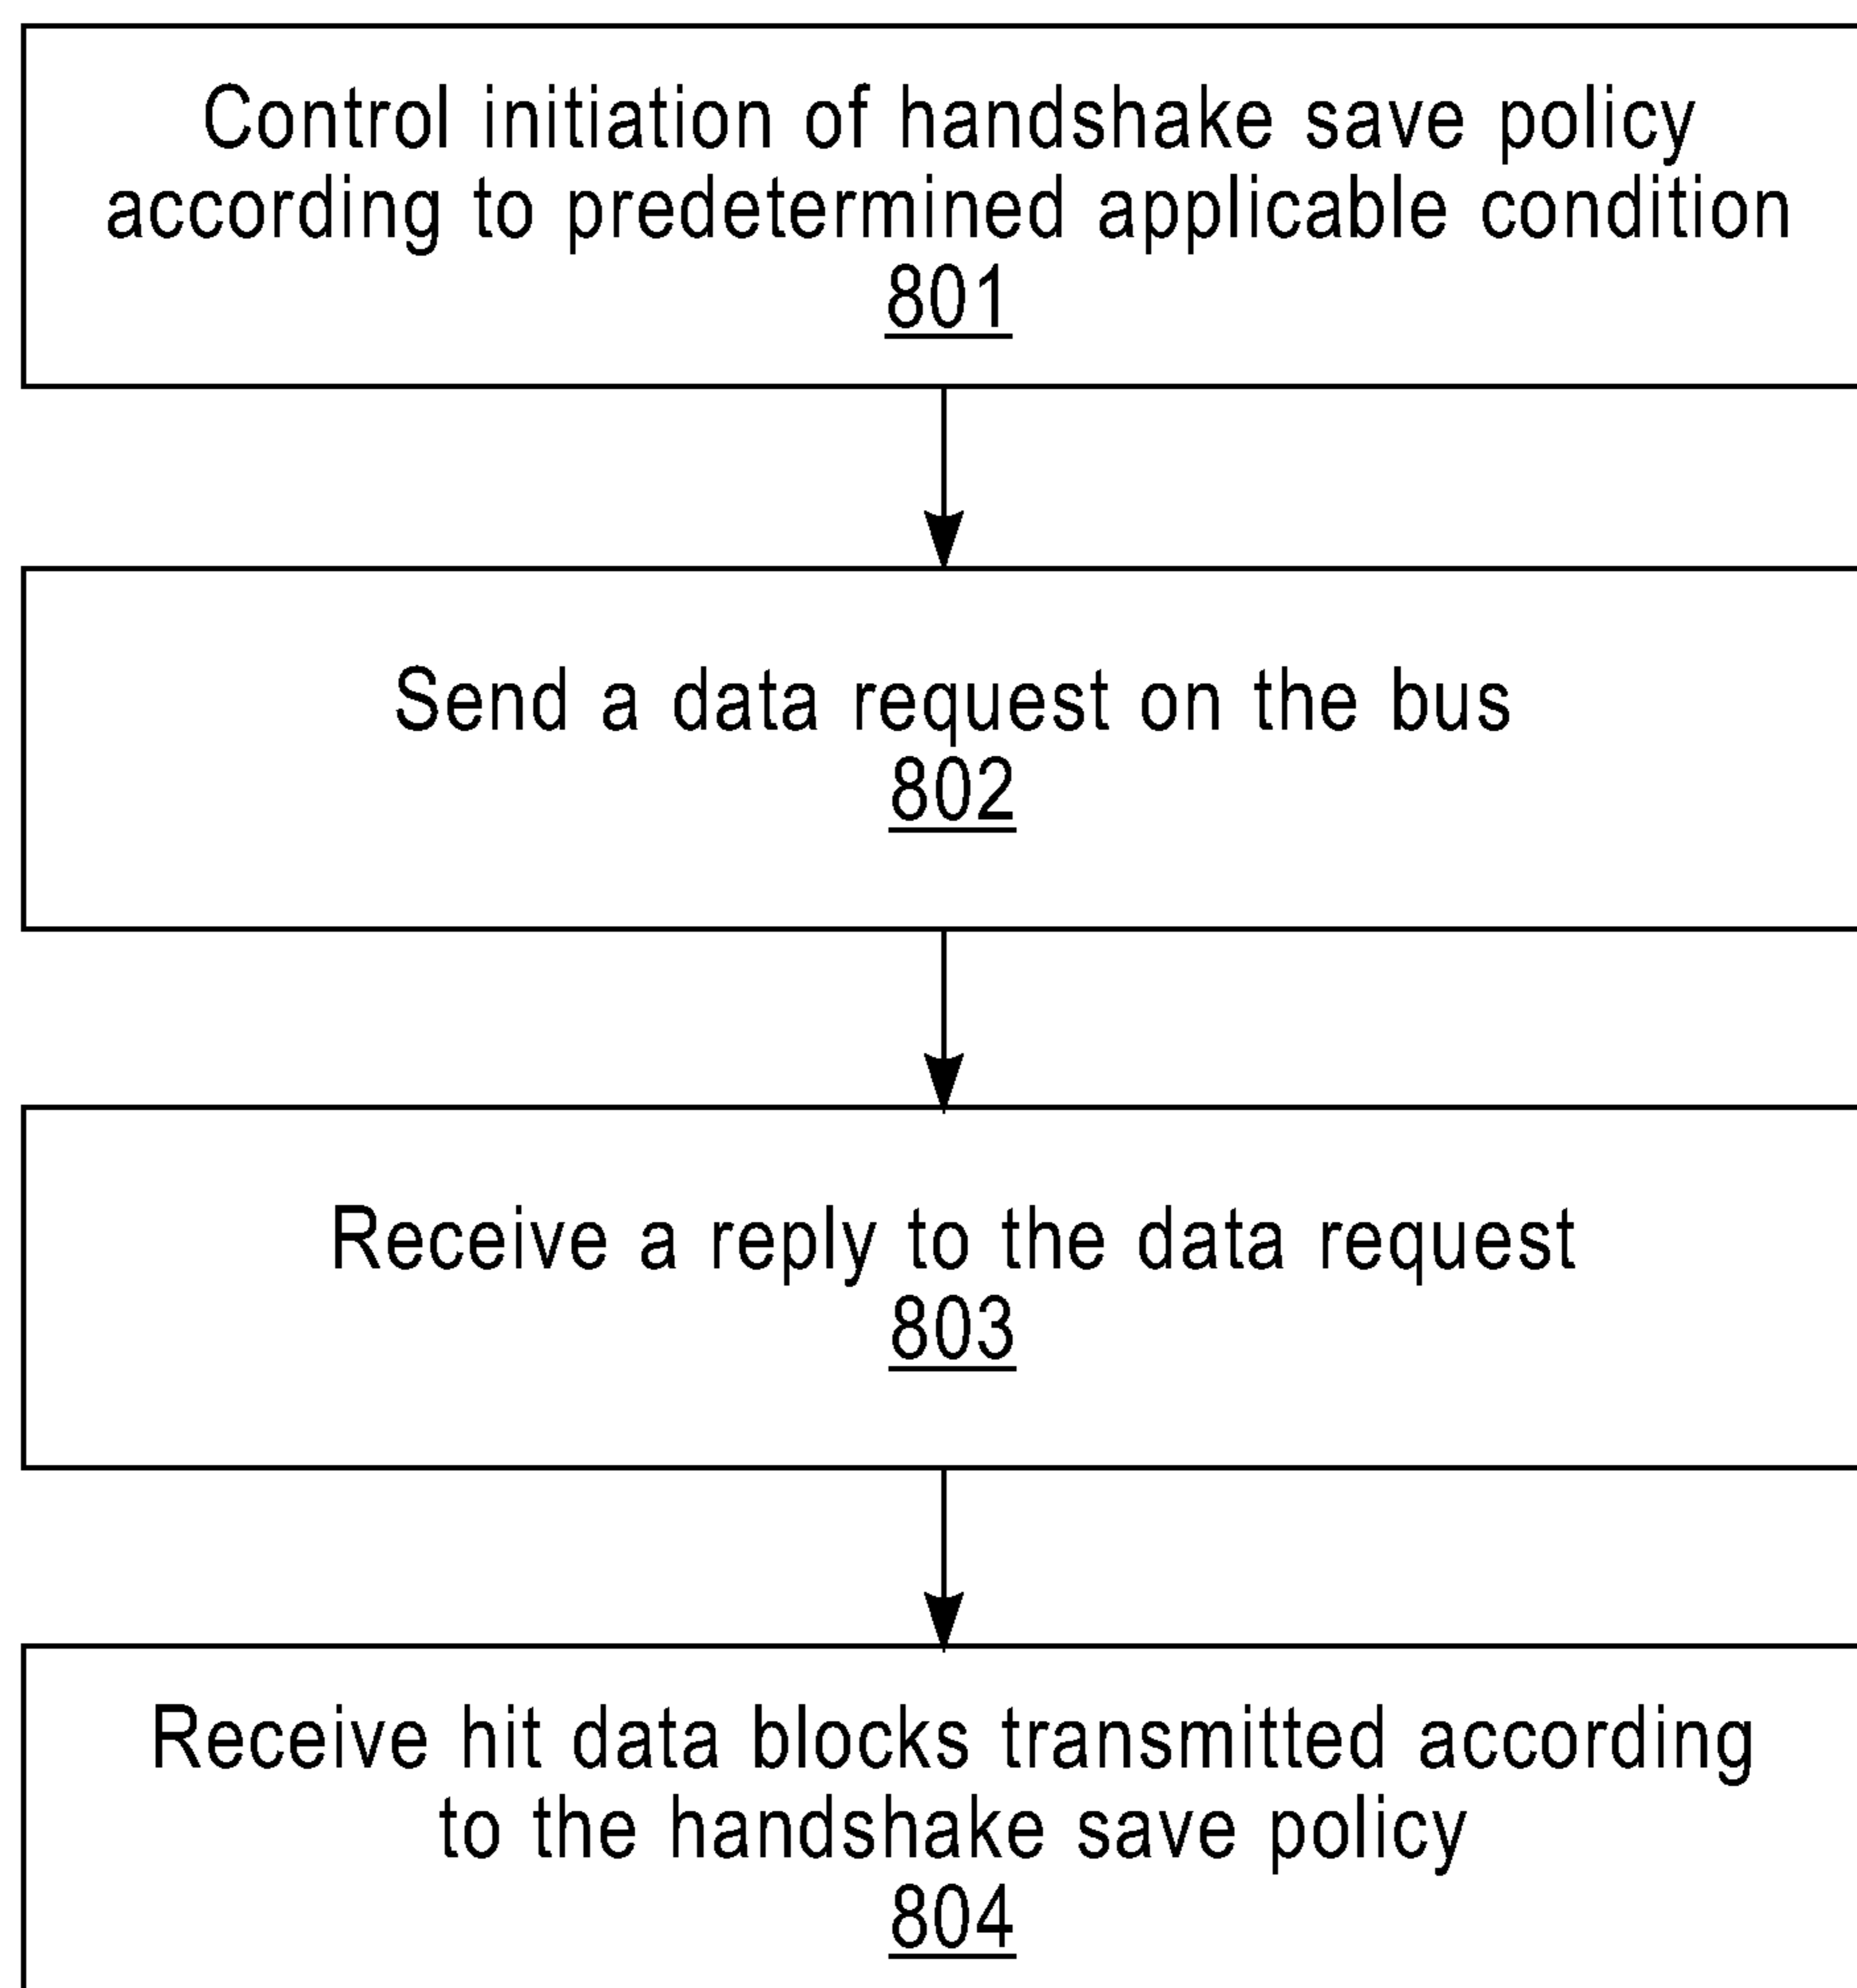 Control initiation of handshake save policy
according to predetermined applicable condition
801
Send a data request on the bus
802
Receive a reply to the data request
803
Receive hit data blocks transmitted according
to the handshake save policy
804